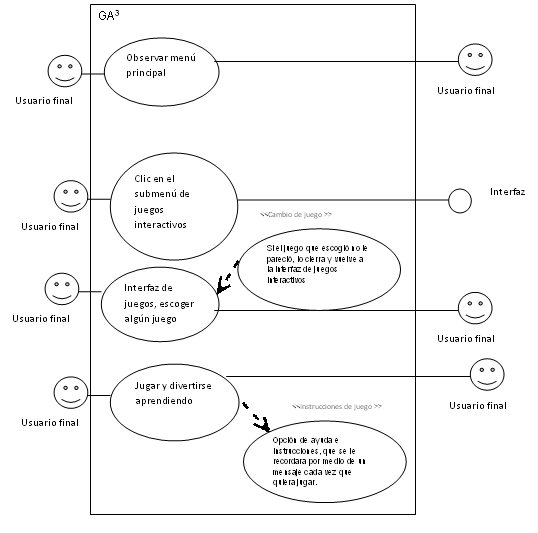 GA³
Observar menú
principal
Usuario final
Usuario final
Clic en el
submenú de
juegos
interactivos
Usuario final
Interfaz
<<Cambio de juego >>
Si el juego que escogió no le
pareció, lo cierra y vuelve a
la interfaz de juegos
interactivos
Interfaz de
juegos, escoger
algún juego
Usuario final
Usuario final
Jugar y divertirse
aprendiendo
Usuario final
Usuario final
<<Instrucciones de juego >>
Opción de ayuda e
instrucciones, que se le
recordara por medio de un
mensaje cada vez que
quiera jugar.